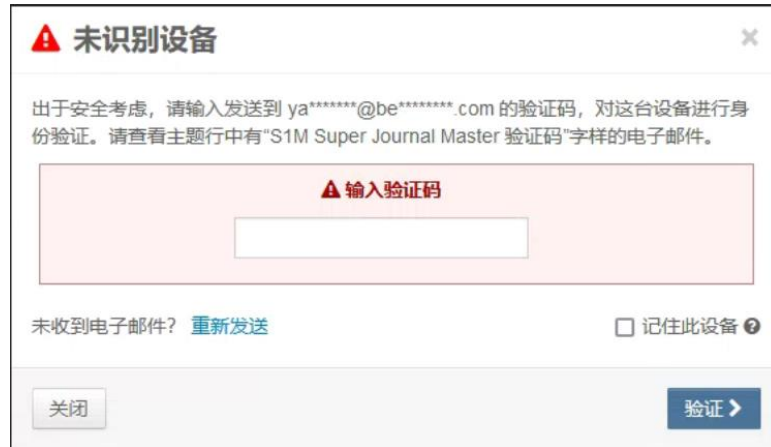 未识别设备
出于安全考虑，请输入发送到 ya*******@be********.com 的验证码，对这台设备进行身
份验证。请查看主题行中有“S1M Super Journal Master 验证码”字样的电子邮件。
输入验证码
未收到电子邮件？ 重新发送 记住此设备
关闭 验证